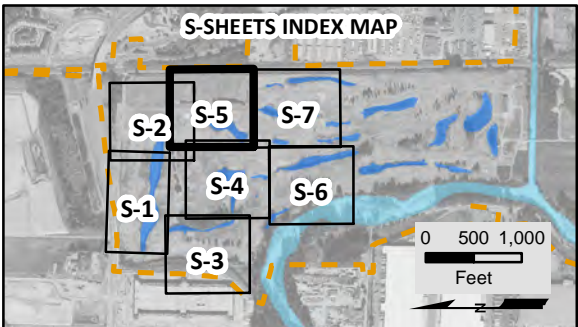 S-SHEETS INDEX MAP
S-2 S-5 S-7
S-1 S-4 S-6
S-3
0 500 1,000
Feet
N